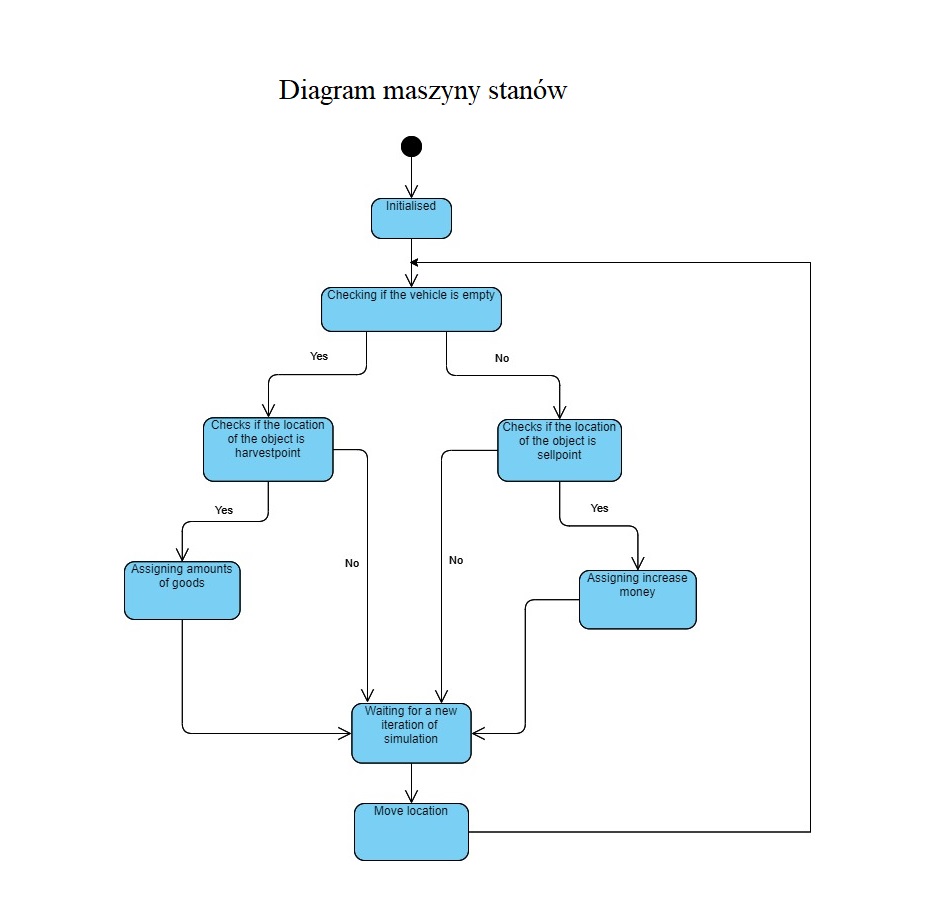 Diagram maszyny stanów
Initialised
Checking if the vehicle is empty
Yes
No
Checks if the location
of the object is
harvestpoint
Checks if the location
of the object is
sellpoint
Yes
Yes
No
No
Assigning amounts
of goods
Assigning increase
money
Waiting for a new
iteration of
simulation
Move location